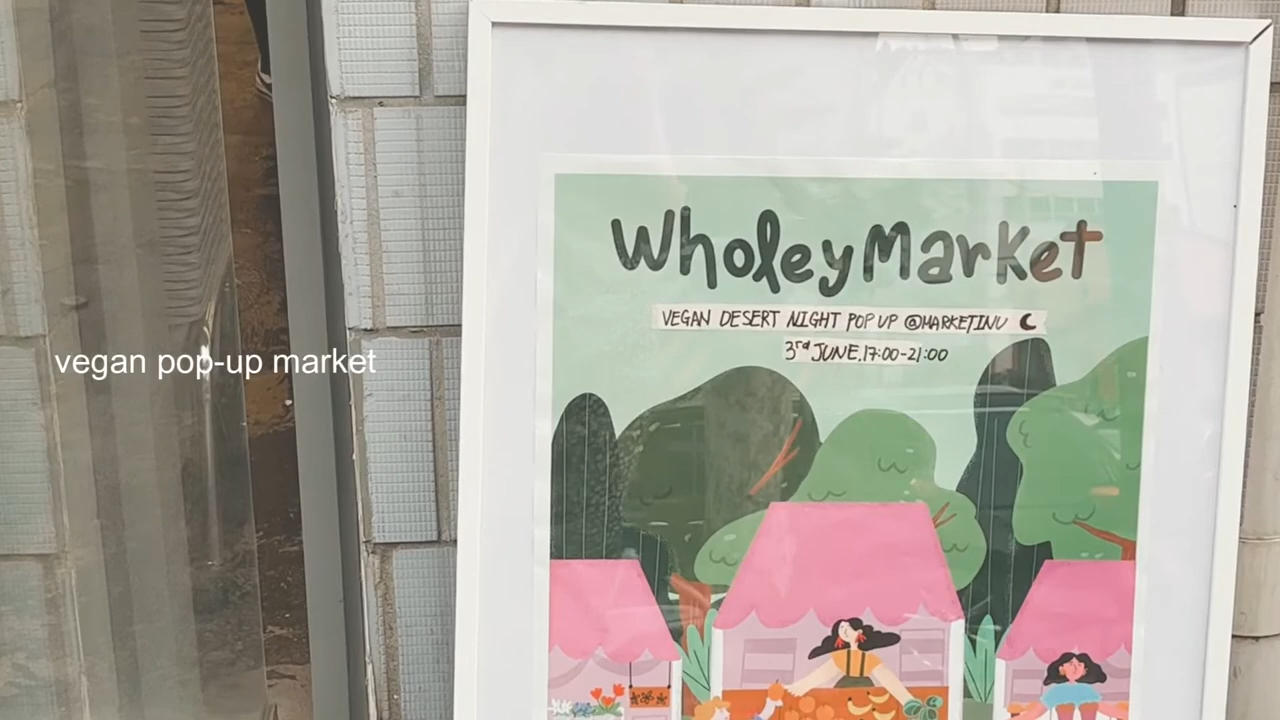 WholeyMarket
VEGAN DESERT NIGHT POP UP @MARKETINU
3rd JUNE.17:00-21:00
vegan pop-up market